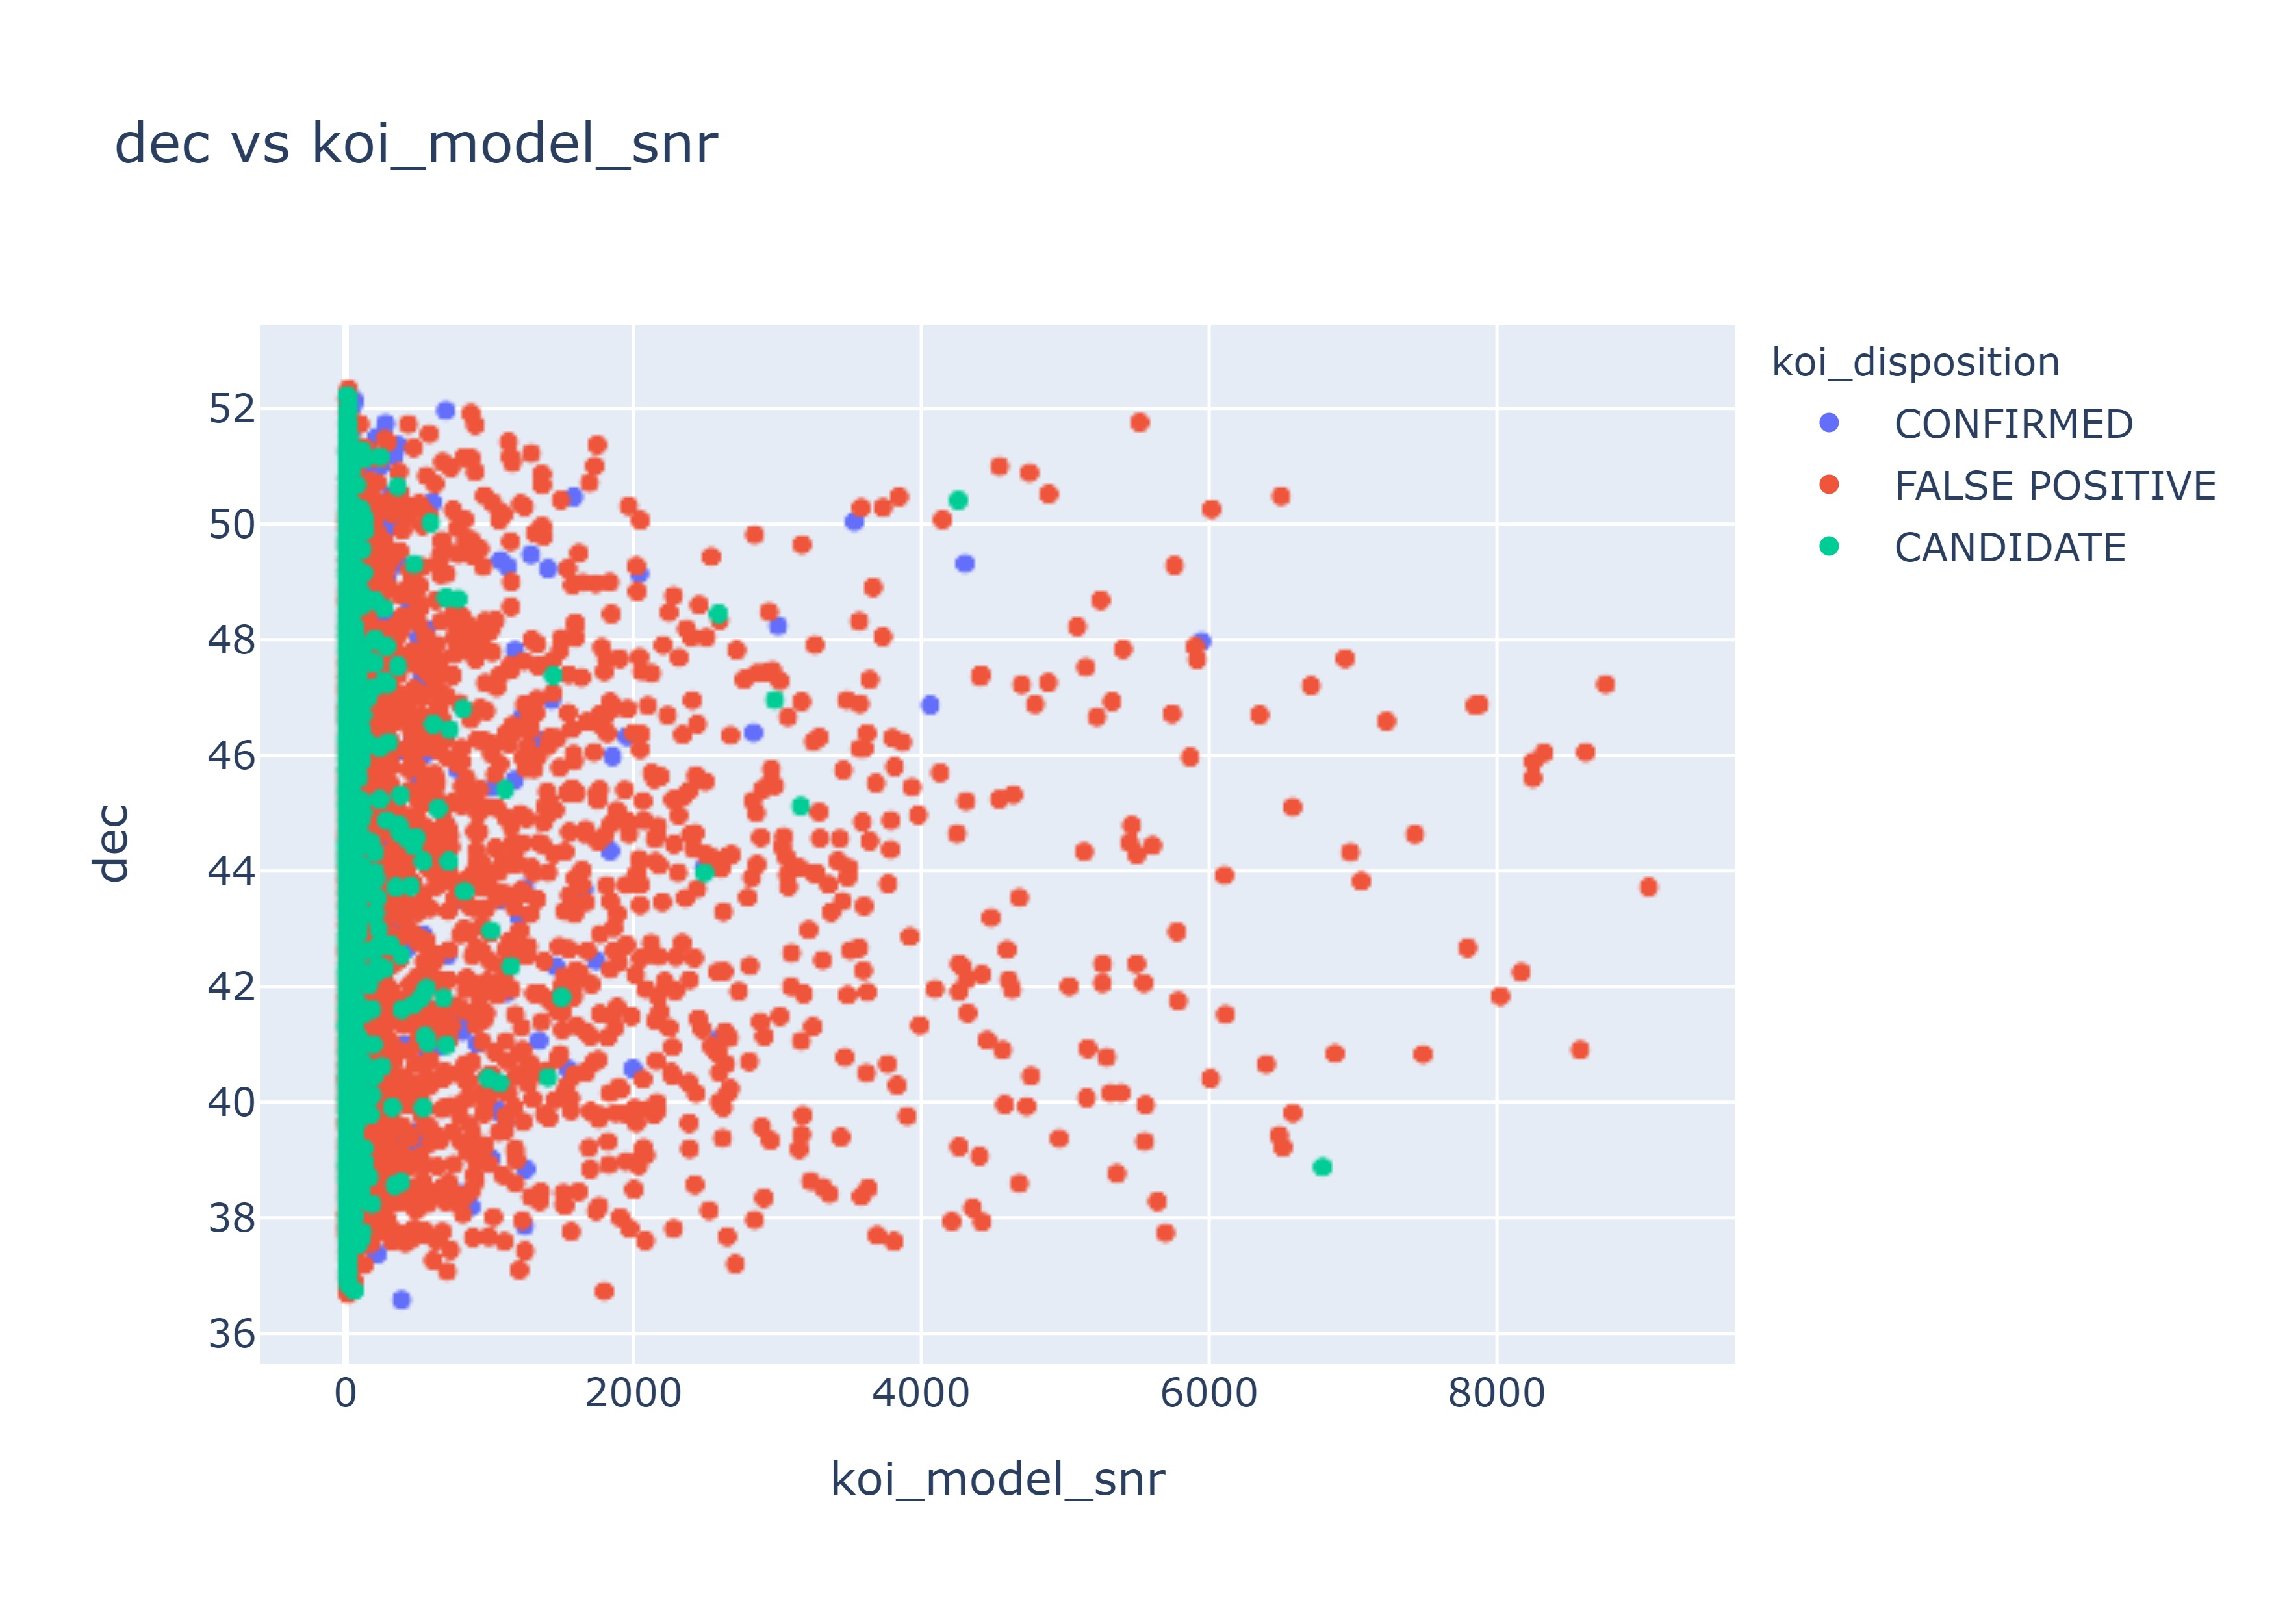 dec vs koi_model_snr
koi_disposition
CONFIRMED
FALSE POSITIVE
CANDIDATE
52
50
48
46
44
42
40
38
36
dec
0 2000 4000 6000 8000
koi_model_snr